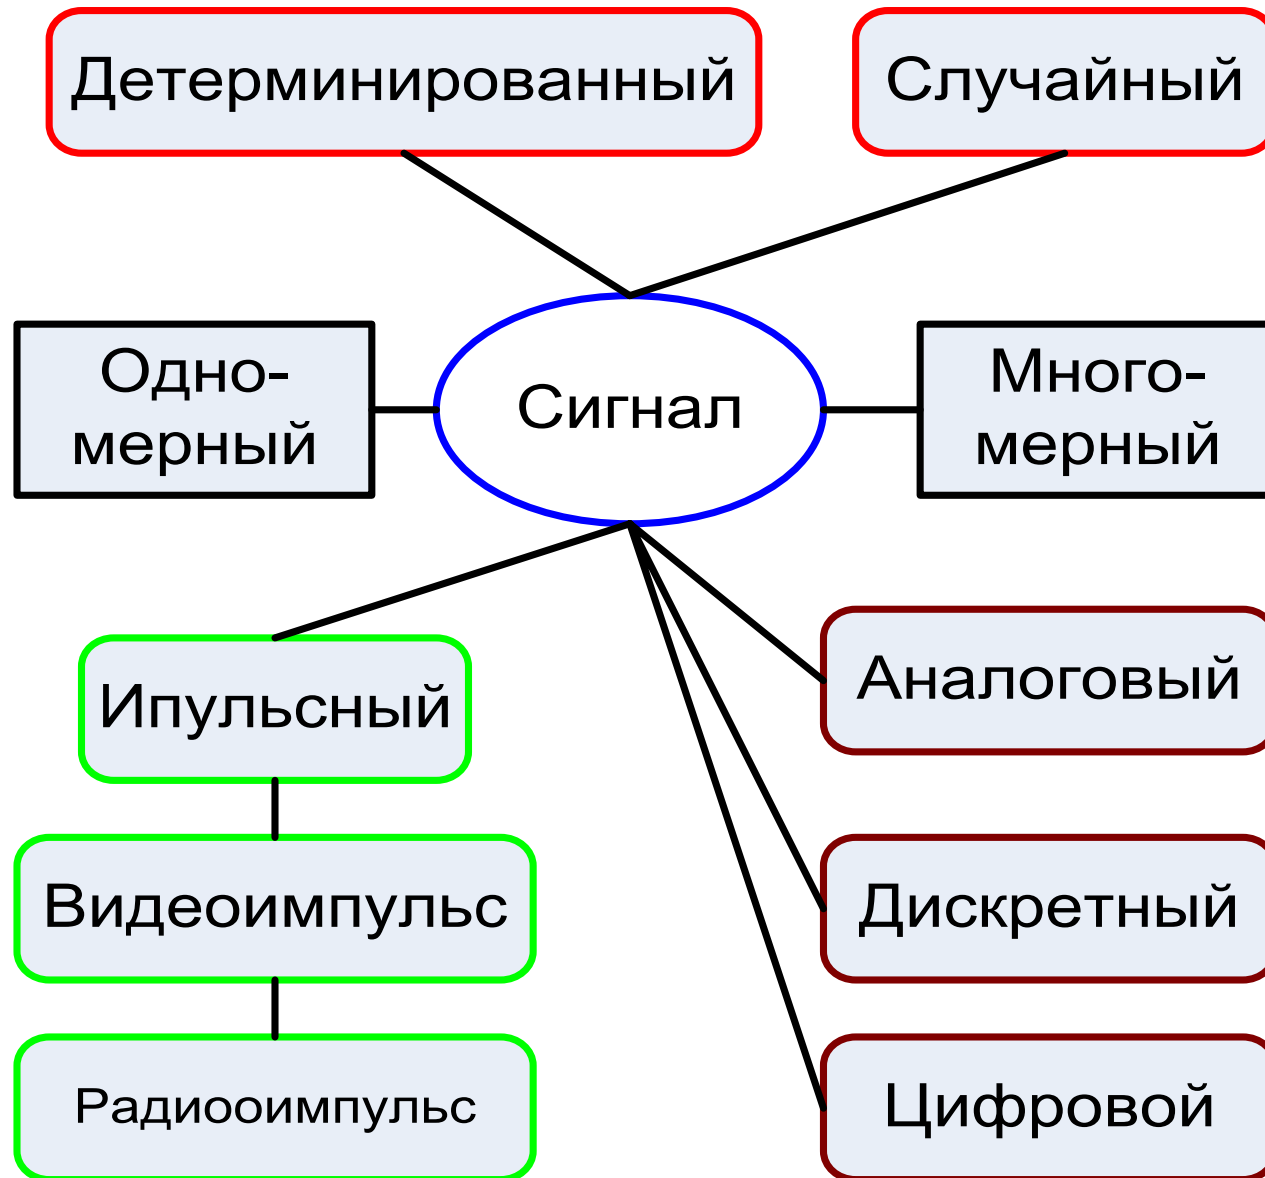 Детерминированный
Случайный
Одно-
мерный
Сигнал
Много-
мерный
Ипульсный
Аналоговый
Видеоимпульс
Дискретный
Радиооимпульс
Цифровой